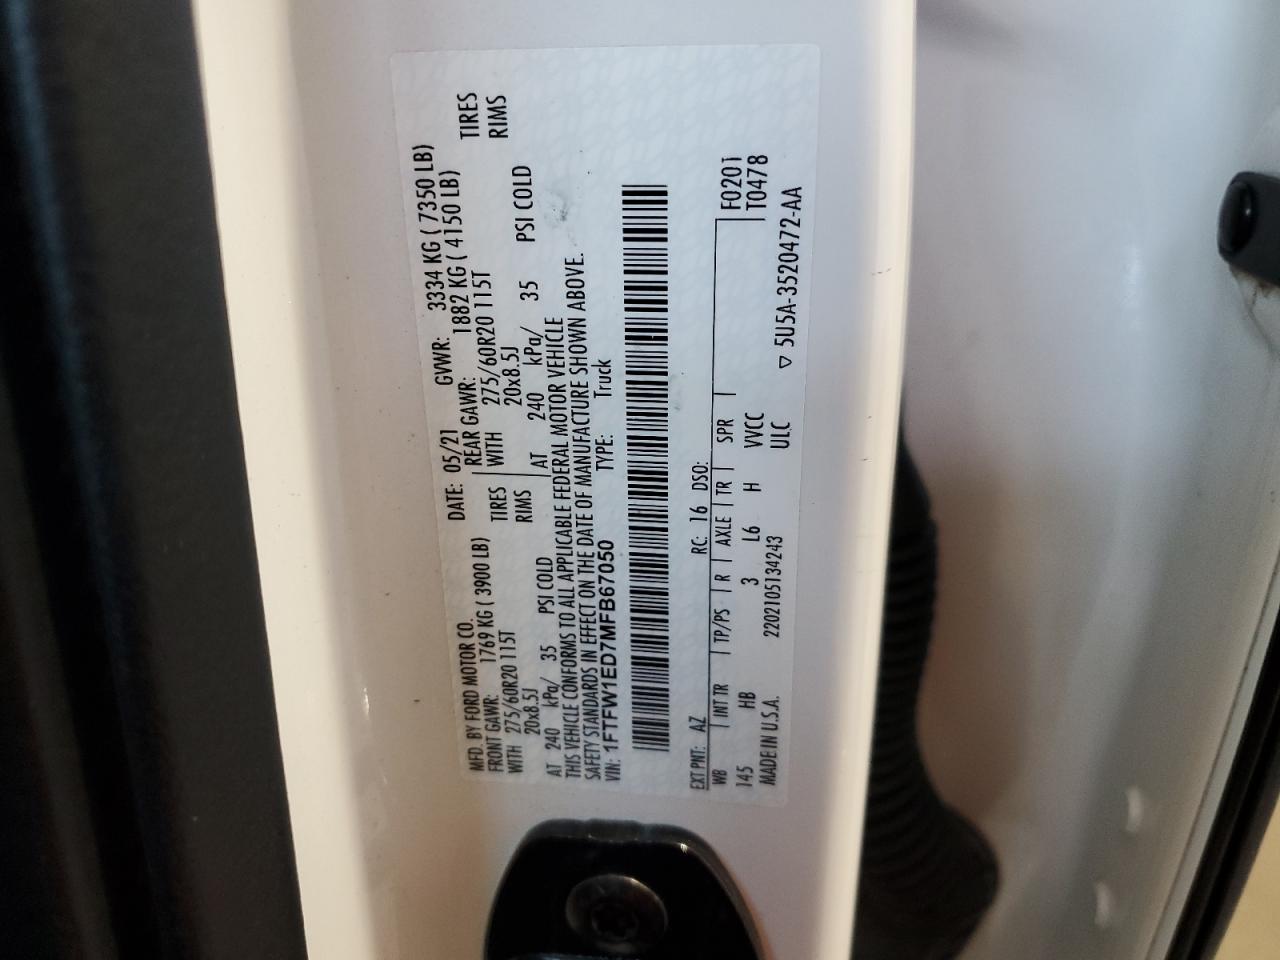 MFD. BY FORD MOTOR CO. DATE: 05/21 GVWR: 3334 KG ( 7350 LB)
FRONT GAWR: 1769 KG ( 3900 LB) REAR GAWR: 1882 KG ( 4150 LB)
WITH 275/60R20 115T TIRES WITH 275/60R20 115T TIRES
20x8.5J RIMS 20x8.5J RIMS
AT 240 kPa/ 35 PSI COLD AT 240 kPa/ 35 PSI COLD
THIS VEHICLE CONFORMS TO ALL APPLICABLE FEDERAL MOTOR VEHICLE
SAFETY STANDARDS IN EFFECT ON THE DATE OF MANUFACTURE SHOWN ABOVE.
VIN: 1FTFW1ED7MFB67050 TYPE: Truck
EXT PNT: AZ RC: 16 DSO:
WB INT TR TP/PS R AXLE TR SPR F0201
145 HB 3 L6 H VVCC T0478
MADE IN U.S.A. 2202105134243 ULC ▽ 5U5A-3520472-AA